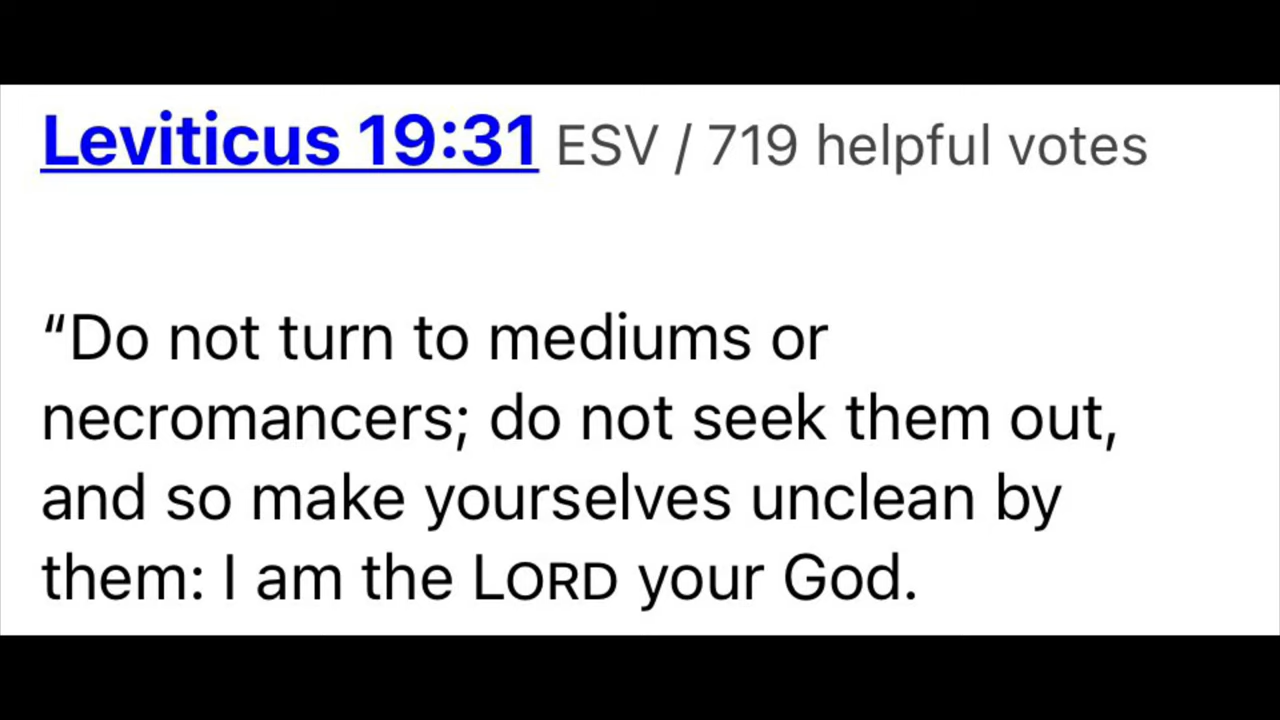 Leviticus 19:31 ESV / 719 helpful votes
“Do not turn to mediums or
necromancers; do not seek them out,
and so make yourselves unclean by
them: I am the LORD your God.